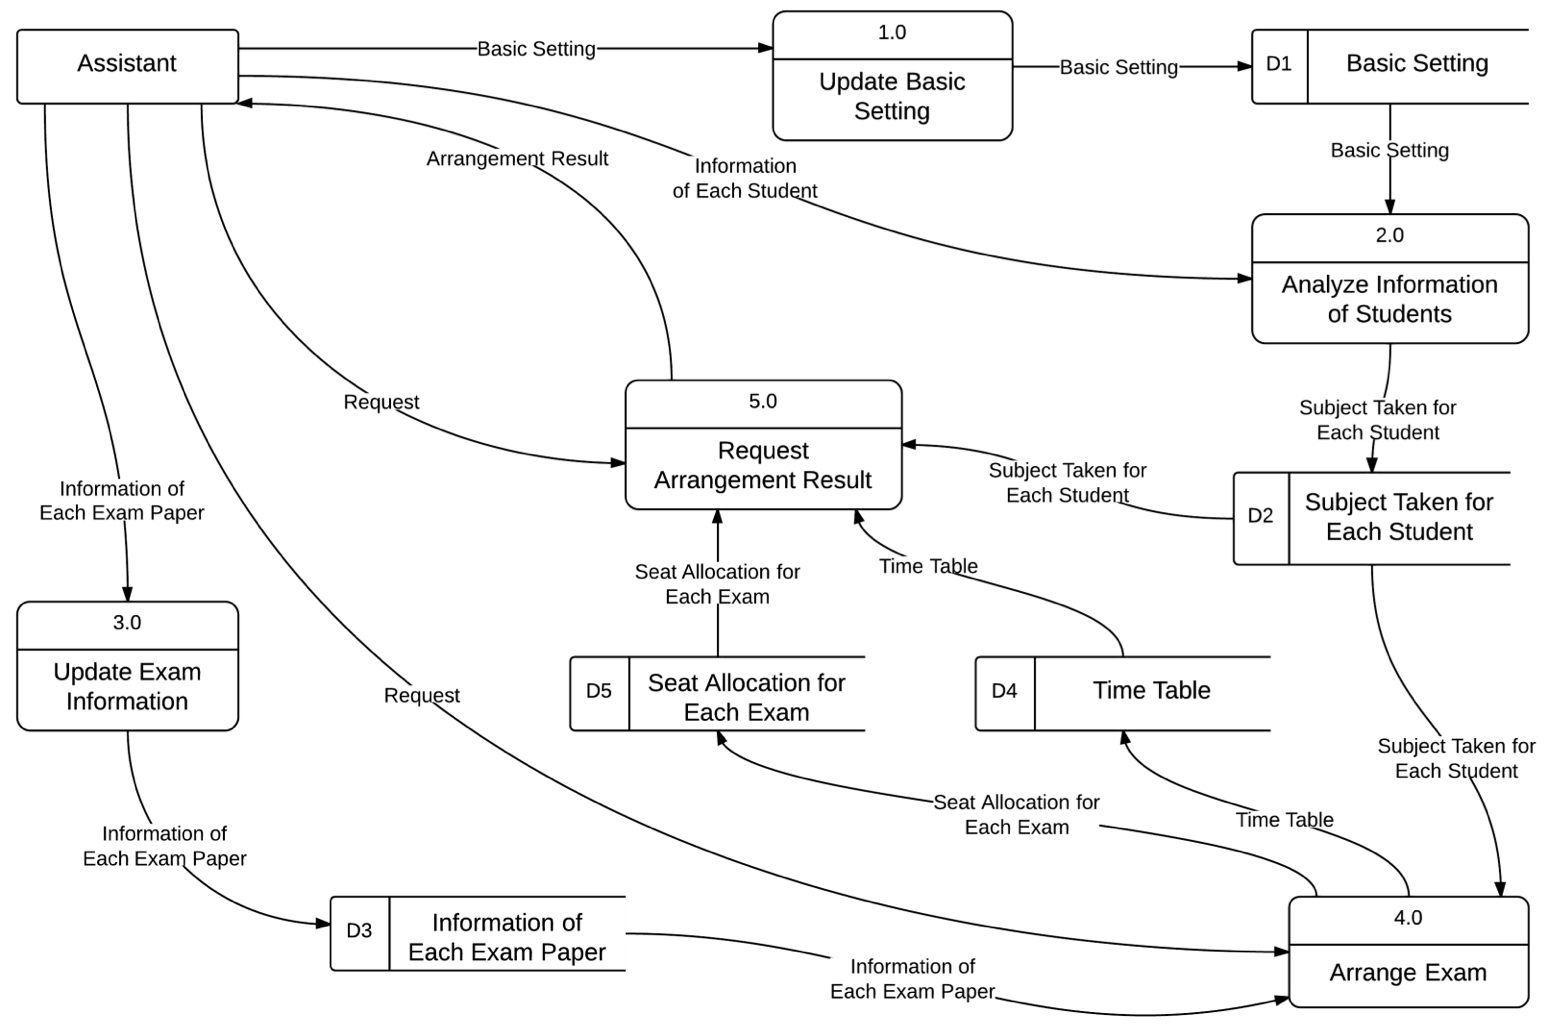 1.0
Assistant
Basic Setting
Update Basic
Setting
Basic Setting
D1
Basic Setting
Arrangement Result
Information
of Each Student
Basic Setting
2.0
Analyze Information
of Students
Request
5.0
Request
Arrangement Result
Subject Taken for
Each Student
Subject Taken for
Each Student
D2
Subject Taken for
Each Student
Information of
Each Exam Paper
Seat Allocation for
Each Exam
Time Table
3.0
Update Exam
Information
Request
D5
Seat Allocation for
Each Exam
D4
Time Table
Subject Taken for
Each Student
Seat Allocation for
Each Exam
Time Table
Information of
Each Exam Paper
D3
Information of
Each Exam Paper
Information of
Each Exam Paper
4.0
Arrange Exam